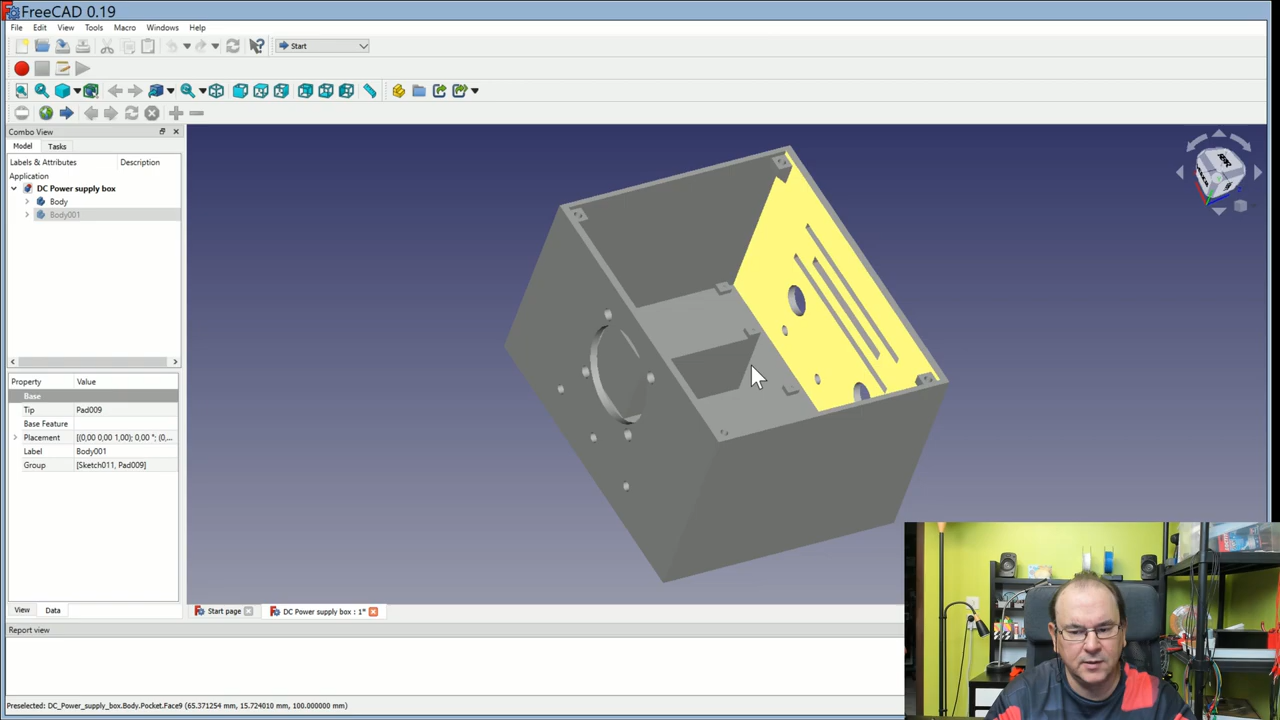 FreeCAD 0.19
File Edit View Tools Macro Windows Help
Start
Combo View
Model Tasks
Labels & Attributes Description
Application
DC Power supply box
Body
Body001
Property Value
Base
Tip Pad009
Base Feature
Placement [(0,00 0,00 1,00); 0,00 °; (0,...
Label Body001
Group [Sketch011, Pad009]
View Data
Start page DC Power supply box : 1*
Report view
Preselected: DC_Power_supply_box.Body.Pocket.Face9 (65.371254 mm, 15.724010 mm, 100.000000 mm)